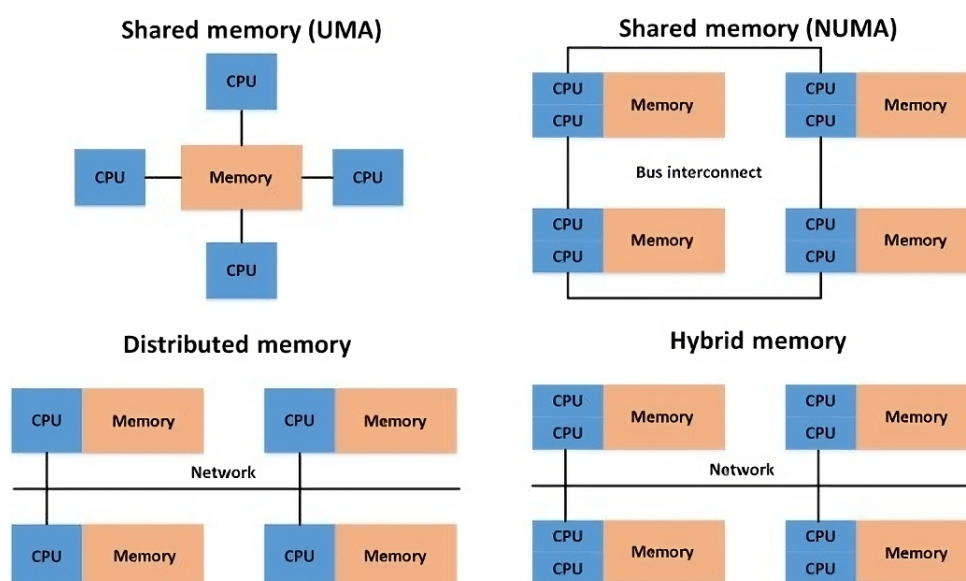 Shared memory (UMA)
CPU
CPU
Memory
CPU
CPU
Shared memory (NUMA)
CPU
CPU
Memory
CPU
CPU
Memory
Bus interconnect
CPU
CPU
Memory
CPU
CPU
Memory
Distributed memory
CPU
Memory
CPU
Memory
Network
CPU
Memory
CPU
Memory
Hybrid memory
CPU
CPU
Memory
CPU
CPU
Memory
Network
CPU
CPU
Memory
CPU
CPU
Memory